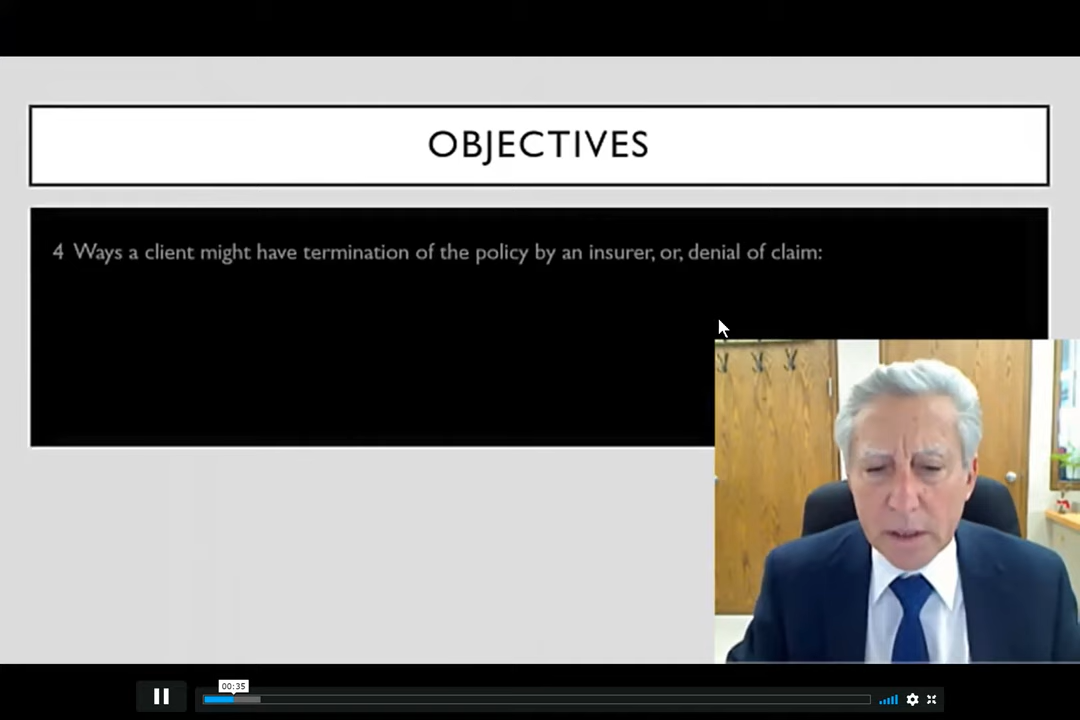 OBJECTIVES
4 Ways a client might have termination of the policy by an insurer, or, denial of claim:
00:35